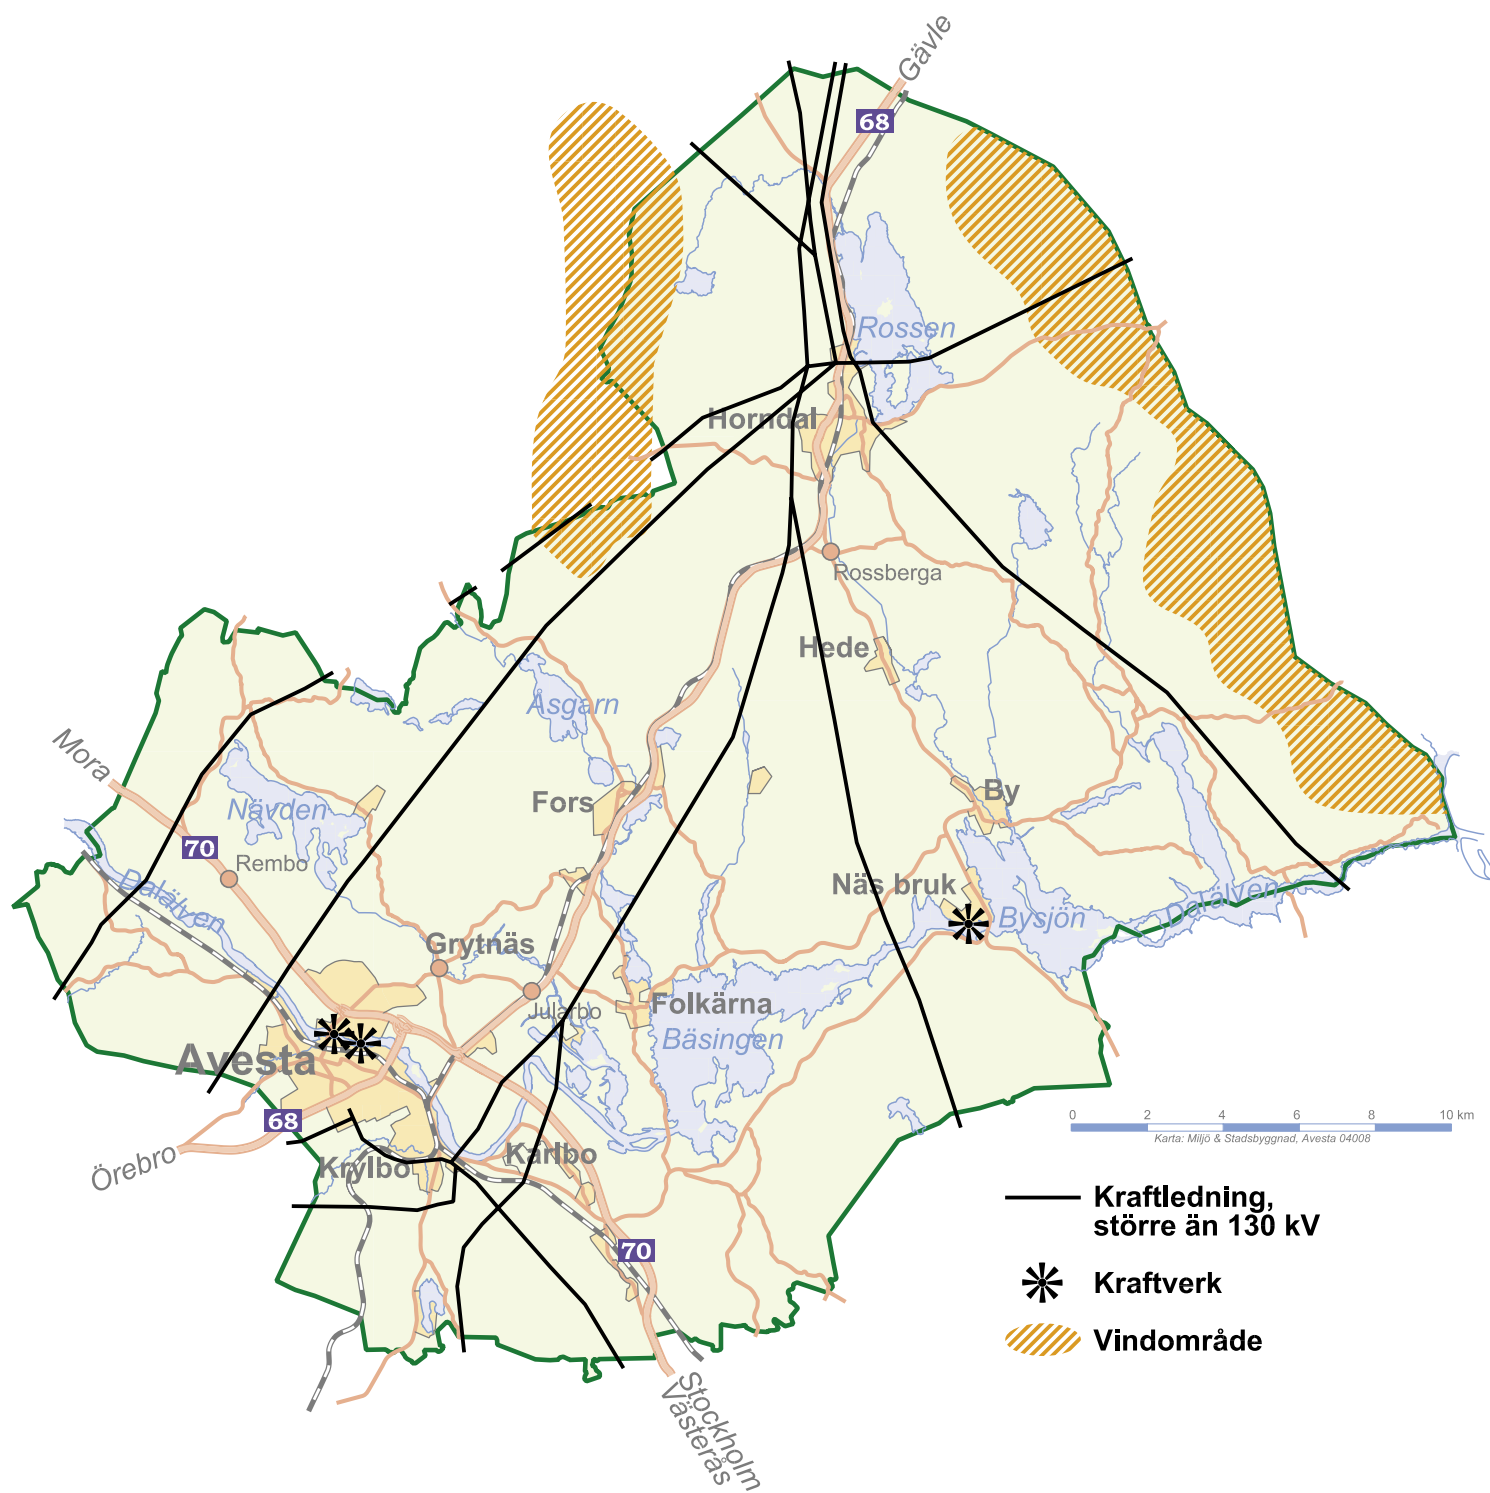 Gävle
68
Rossen
Horndal
Rossberga
Hede
Åsgarn
Mora
Nävden
Fors
By
70
Rembo
Dalälven
Näs bruk
Bysjön
Dalälven
Grytnäs
Jularbo
Folkärna
Bäsingen
Avesta
68
Örebro
Krylbo
Karlbo
70
Stockholm
Västerås
0 2 4 6 8 10 km
Karta: Miljö & Stadsbyggnad, Avesta 04008
Kraftledning,
större än 130 kV
Kraftverk
Vindområde